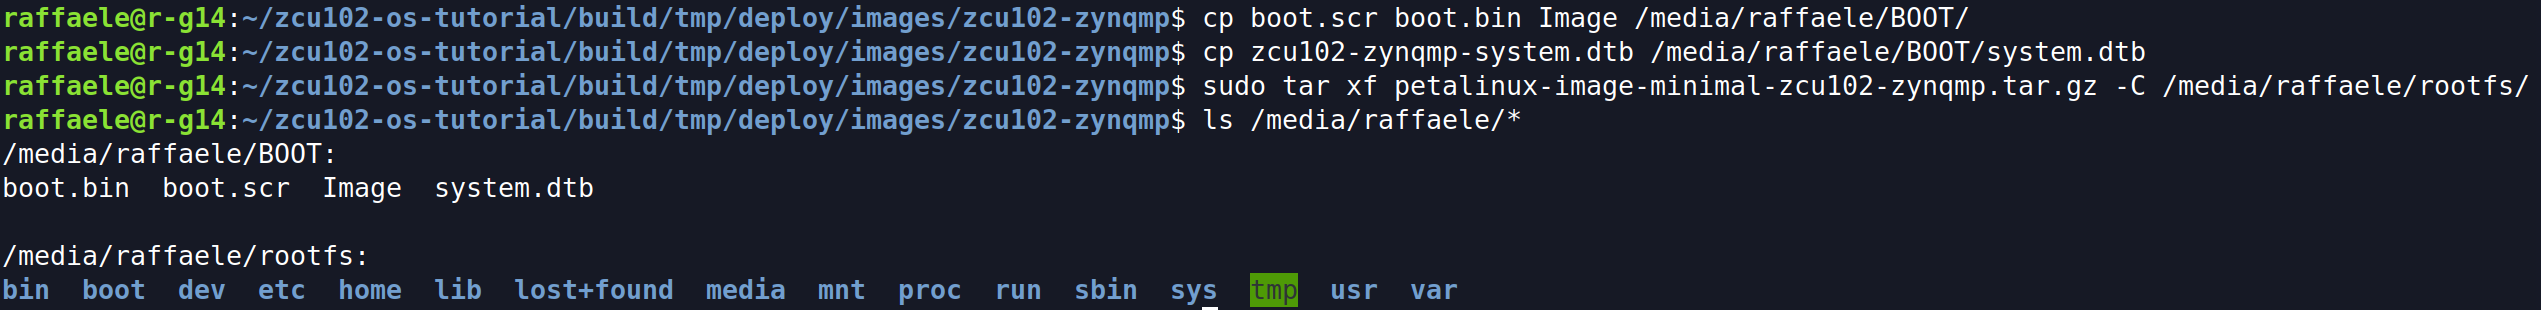 raffaele@r-g14:~/zcu102-os-tutorial/build/tmp/deploy/images/zcu102-zynqmp$ cp boot.scr boot.bin Image /media/raffaele/BOOT/
raffaele@r-g14:~/zcu102-os-tutorial/build/tmp/deploy/images/zcu102-zynqmp$ cp zcu102-zynqmp-system.dtb /media/raffaele/BOOT/system.dtb
raffaele@r-g14:~/zcu102-os-tutorial/build/tmp/deploy/images/zcu102-zynqmp$ sudo tar xf petalinux-image-minimal-zcu102-zynqmp.tar.gz -C /media/raffaele/rootfs/
raffaele@r-g14:~/zcu102-os-tutorial/build/tmp/deploy/images/zcu102-zynqmp$ ls /media/raffaele/*
/media/raffaele/BOOT:
boot.bin  boot.scr  Image  system.dtb
/media/raffaele/rootfs:
bin  boot  dev  etc  home  lib  lost+found  media  mnt  proc  run  sbin  sys  tmp  usr  var